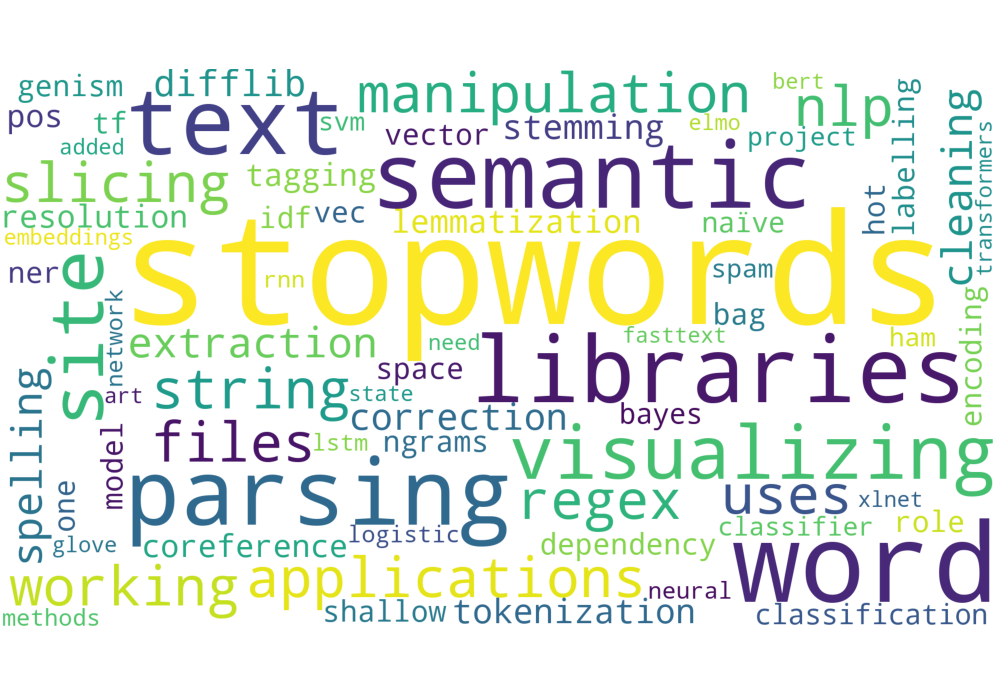 genism
difflib
manipulation
bert
nlp
labelling
cleaning
transformers
pos
tf
text
svm
vector
stemming
elmo
project
added
slicing
tagging
semantic
hot
resolution
idf
vec
lemmatization
naïve
embeddings
stopwords
ner
rnn
spam
site
network
bag
encoding
extraction
need
libraries
fasttext
ham
space
art
string
state
bayes
spelling
correction
files
lstm
ngrams
visualizing
model
parsing
regex
uses
xlnet
one
logistic
classifier
role
glove
coreference
dependency
word
working
applications
neural
methods
shallow
tokenization
classification